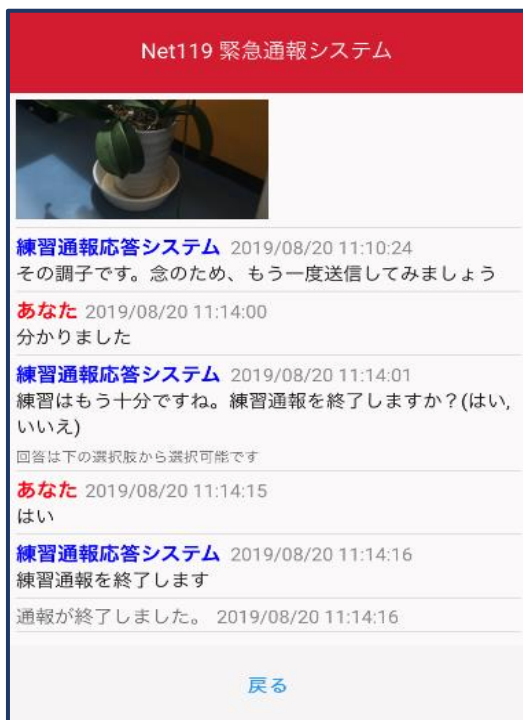 Net119 緊急通報システム
練習通報応答システム 2019/08/20 11:10:24
その調子です。念のため、もう一度送信してみましょう
あなた 2019/08/20 11:14:00
分かりました
練習通報応答システム 2019/08/20 11:14:01
練習はもう十分ですね。練習通報を終了しますか？(はい,
いいえ)
回答は下の選択肢から選択可能です
あなた 2019/08/20 11:14:15
はい
練習通報応答システム 2019/08/20 11:14:16
練習通報を終了します
通報が終了しました。 2019/08/20 11:14:16
戻る